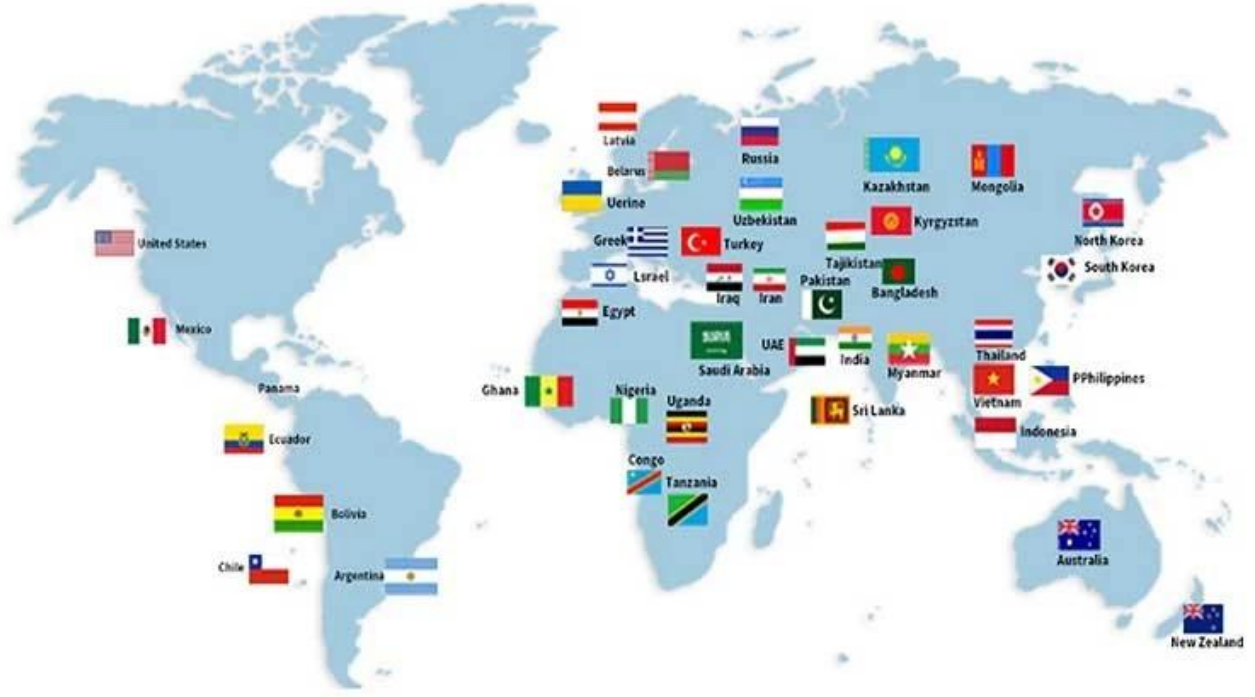 Latvia
Russia
Belarus
Kazakhstan
Mongolia
Uerine
Uzbekistan
Kyrgyzstan
North Korea
United States
Greek
Turkey
Tajikistan
South Korea
Lsrael
Iraq
Iran
Pakistan
Bangladesh
Egypt
Mexico
Saudi Arabia
UAE
India
Myanmar
Thailand
Panama
Ghana
Nigeria
Uganda
Sri Lanka
Vietnam
PPhilippines
Ecuador
Indonesia
Congo
Tanzania
Bolivia
Chile
Argentina
Australia
New Zealand